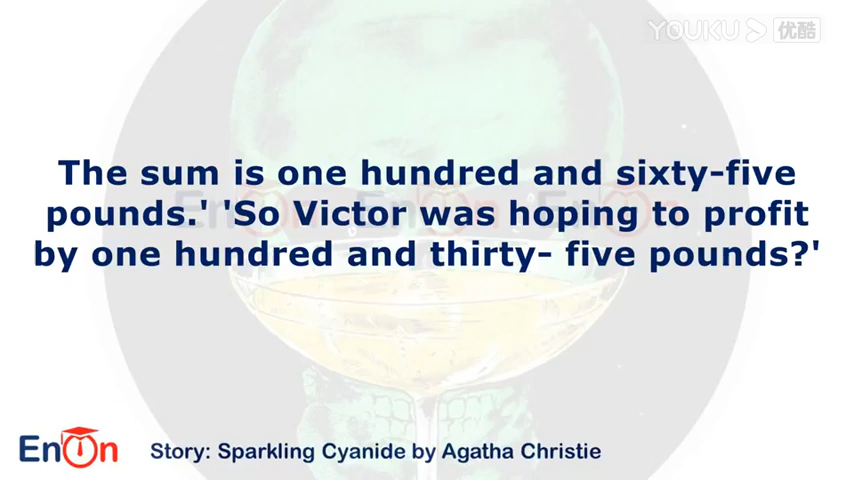 YOUKU 优酷
The sum is one hundred and sixty-five
pounds.' 'So Victor was hoping to profit
by one hundred and thirty- five pounds?'
EnOn
Story: Sparkling Cyanide by Agatha Christie